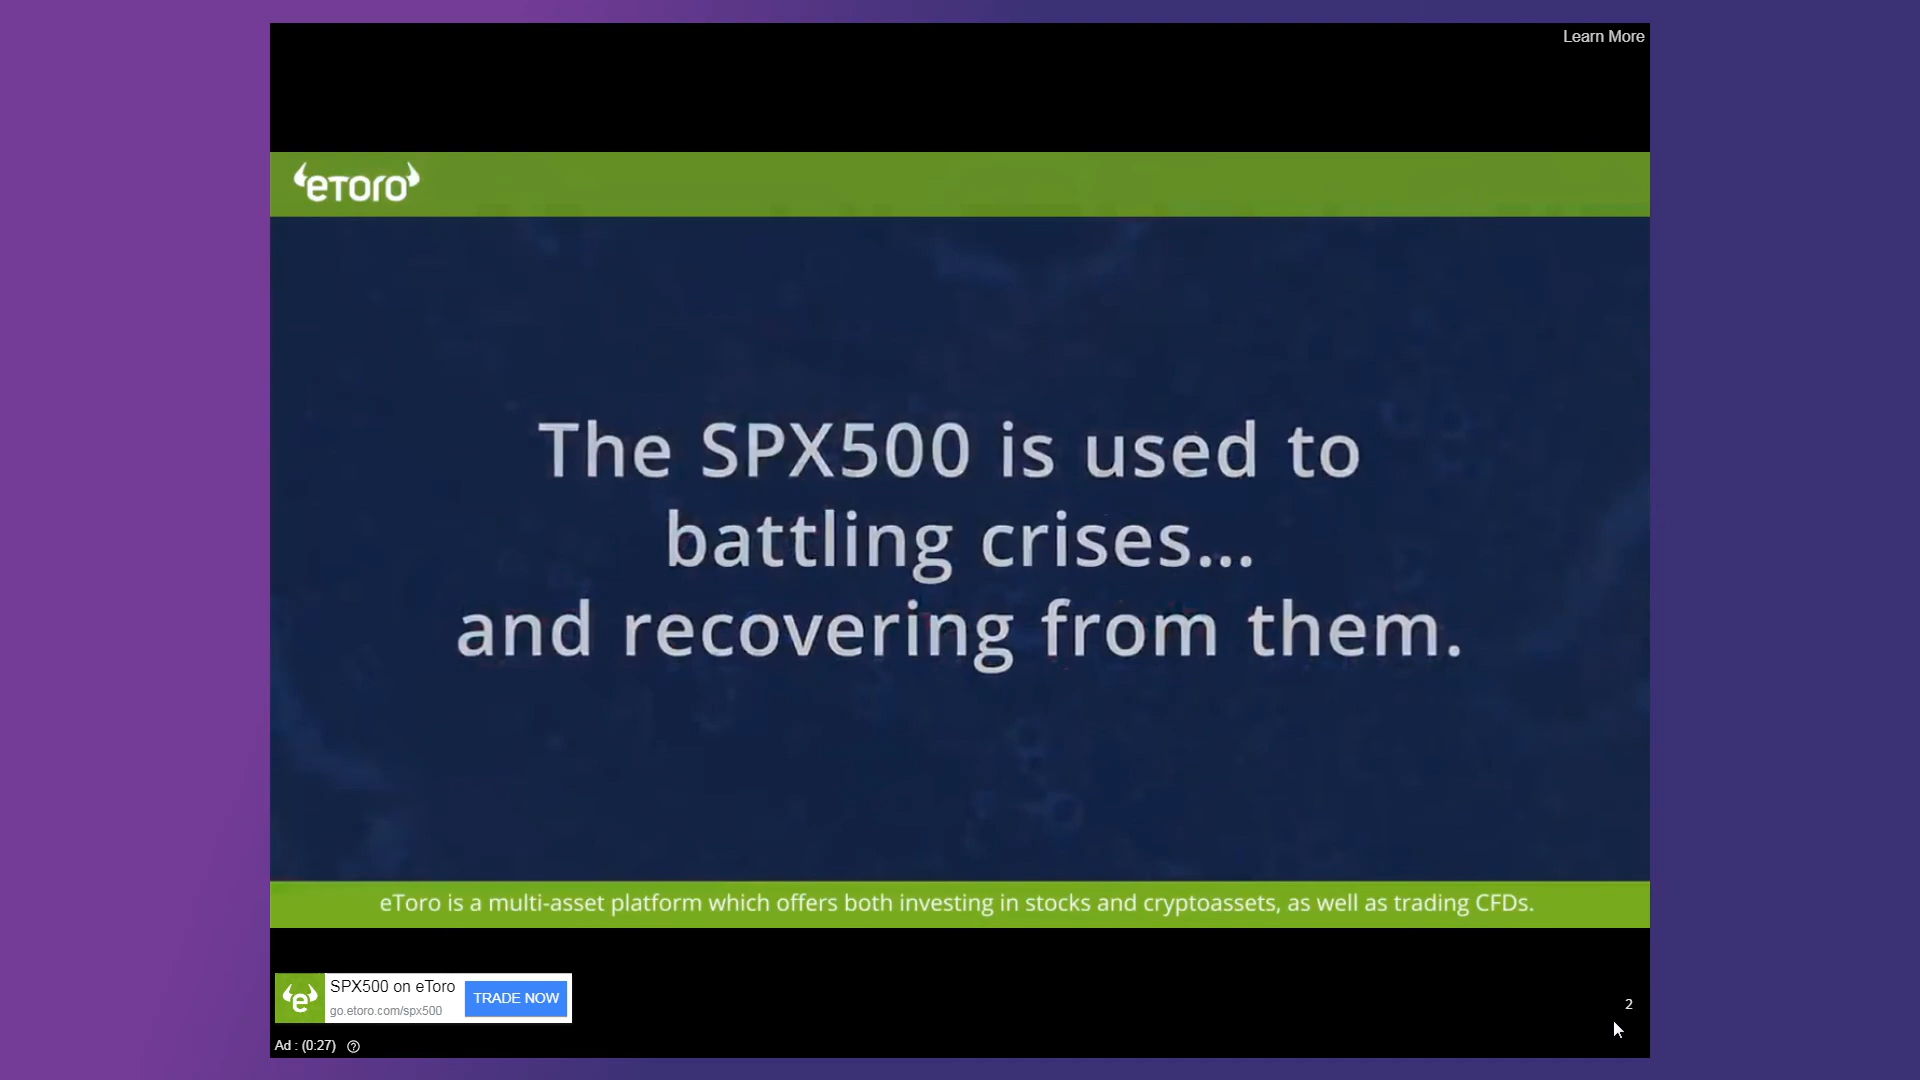 Learn More
eToro
The SPX500 is used to
battling crises...
and recovering from them.
eToro is a multi-asset platform which offers both investing in stocks and cryptoassets, as well as trading CFDs.
e
SPX500 on eToro
go.etoro.com/spx500
TRADE NOW
2
Ad : (0:27) ?